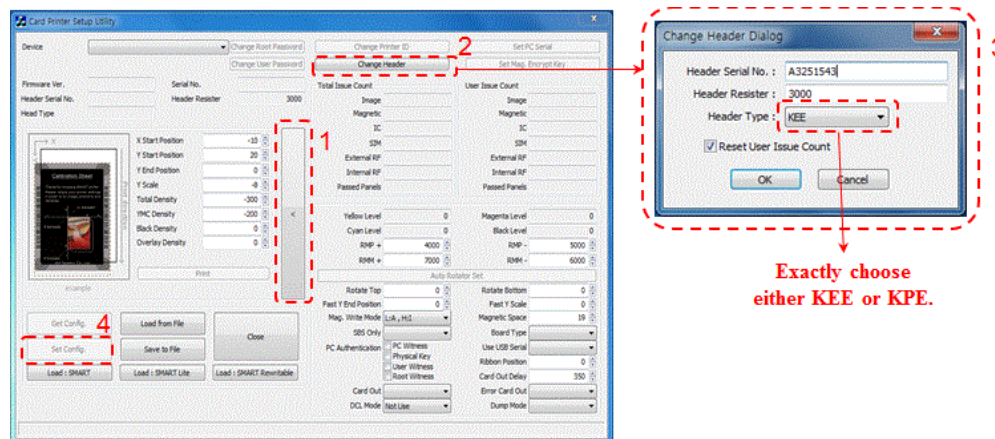 Card Printer Setup Utility
Device
Change Root Password
Change Printer ID
2
Set PC Serial
Change User Password
Change Header
Set Mag. Encrypt Key
Firmware Ver.
Serial No.
Total Issue Count
User Issue Count
Header Serial No.
Header Resister
3000
Image
Image
Head Type
Magnetic
Magnetic
IC
IC
1
SIM
SIM
X Start Position
-10
External RF
External RF
Y Start Position
20
Internal RF
Internal RF
Y End Position
0
Passed Panels
Passed Panels
Y Scale
-8
Calibration Sheet
Total Density
-300
YMC Density
-200
<
Yellow Level
0
Magenta Level
0
Black Density
0
Cyan Level
0
Black Level
0
Overlay Density
0
RMP +
4000
RMP -
5000
RMM +
7000
RMM -
6000
Print
Auto Rotator Set
example
Rotate Top
0
Rotate Bottom
0
Fast Y End Position
0
Fast Y Scale
0
4
Get Config.
Load from File
Close
Mag. Write Mode
L:A , H:I
Magnetic Space
19
SBS Only
Board Type
Set Config.
Save to File
PC Authentication
PC Witness
Use USB Serial
Physical Key
User Witness
Ribbon Position
0
Load : SMART
Load : SMART Lite
Load : SMART Rewritable
Root Witness
Card Out Delay
350
Card Out
Error Card Out
DCL Mode
Not Use
Dump Mode
Change Header Dialog
Header Serial No. :
A3251543
Header Resister :
3000
Header Type :
KEE
Reset User Issue Count
OK
Cancel
Exactly choose
either KEE or KPE.